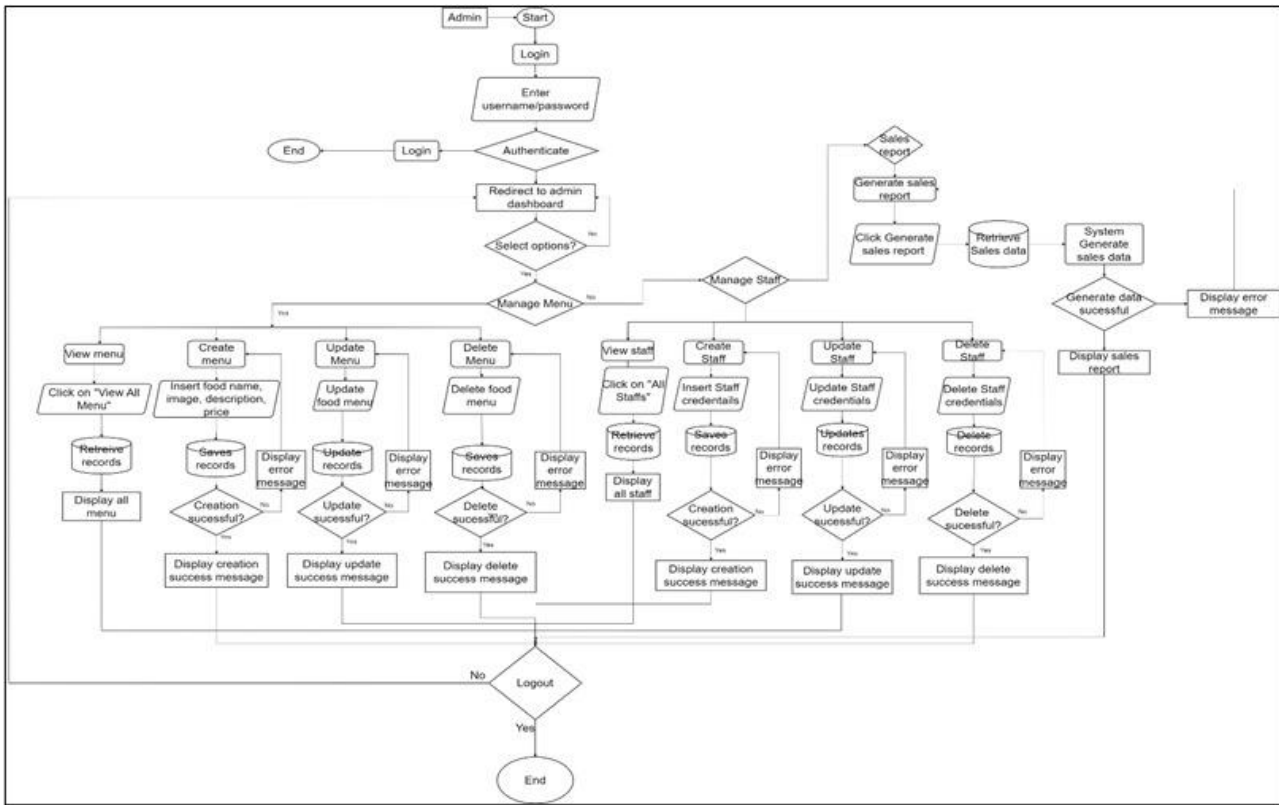 Admin
Start
Login
Enter
username/password
End
Login
Authenticate
Sales
report
Redirect to admin
dashboard
Generate sales
report
No
Select options?
Click Generate
sales report
Retrieve
Sales data
System
Generate
sales data
Yes
Manage Staff
Manage Menu
No
Generate data
sucessful
Display error
message
Yes
View menu
Create
menu
Update
Menu
Delete
Menu
View staff
Create
Staff
Update
Staff
Delete
Staff
Display sales
report
Click on "View All
Menu"
Insert food name,
image, description,
price
Update
food menu
Delete food
menu
Click on "All
Staffs"
Insert Staff
credentails
Update Staff
credentials
Delete Staff
credentials
Retreive
records
Saves
records
Display
error
message
Update
records
Display
error
message
Saves
records
Display
error
message
Retrieve
records
Saves
records
Display
error
message
Updates
records
Display
error
message
Delete
records
Display
error
message
Display all
menu
Creation
sucessful?
No
Update
sucessful?
No
Delete
sucessful?
No
Display
all staff
Creation
sucessful?
No
Update
sucessful?
No
Delete
sucessful?
No
Yes
Yes
Yes
Yes
Yes
Yes
Display creation
success message
Display update
success message
Display delete
success message
Display creation
success message
Display update
success message
Display delete
success message
No
Logout
Yes
End